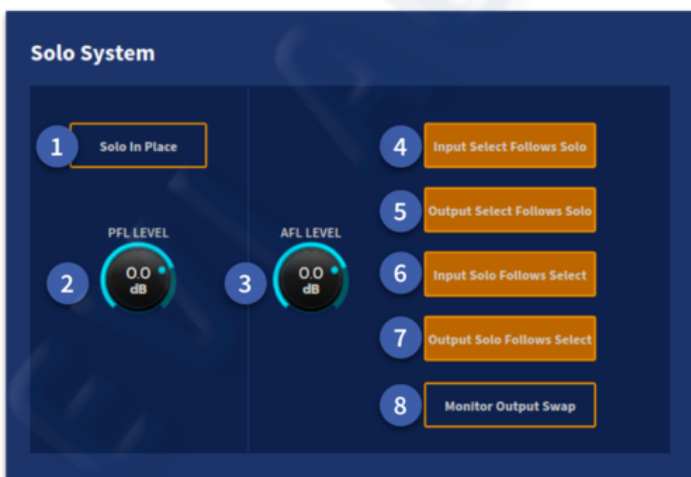 Solo System
1 Solo In Place
4 Input Select Follows Solo
5 Output Select Follows Solo
PFL LEVEL AFL LEVEL
2 0.0 dB 3 0.0 dB
6 Input Solo Follows Select
7 Output Solo Follows Select
8 Monitor Output Swap